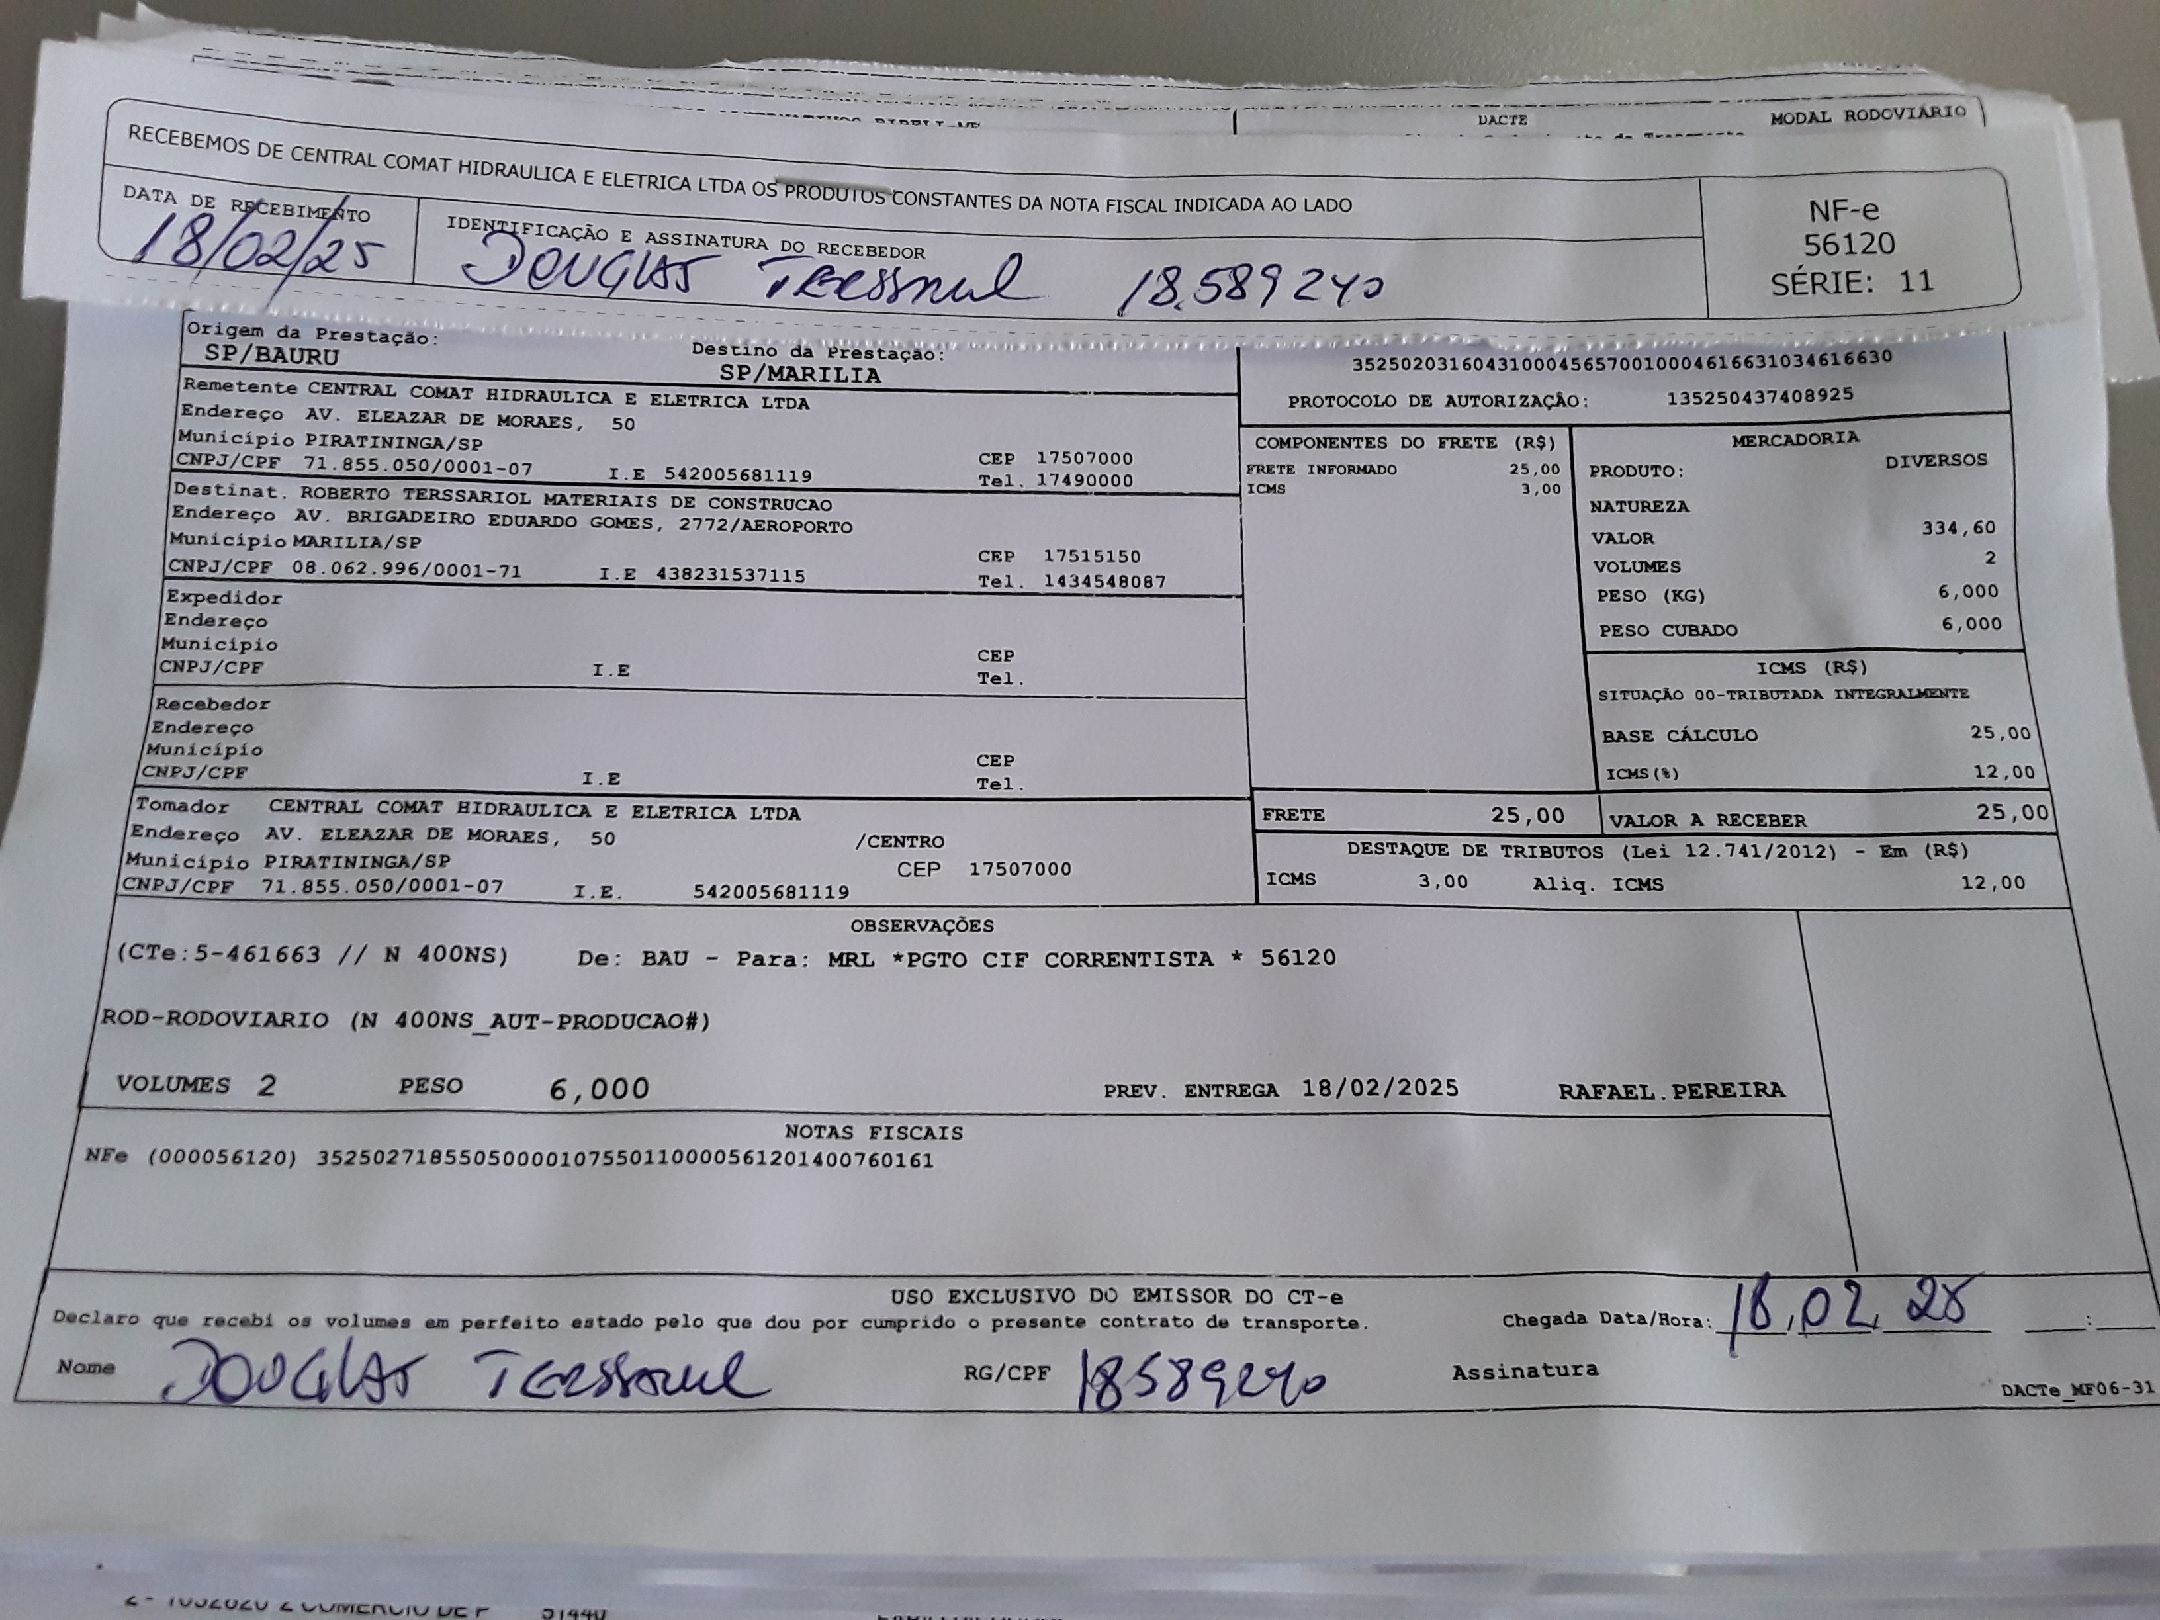 DACTE
MODAL RODOVIÁRIO
RECEBEMOS DE CENTRAL COMAT HIDRAULICA E ELETRICA LTDA OS PRODUTOS CONSTANTES DA NOTA FISCAL INDICADA AO LADO
DATA DE RECEBIMENTO
18/02/25
IDENTIFICAÇÃO E ASSINATURA DO RECEBEDOR
DOUGLAS 18.589240
NF-e
56120
SÉRIE: 11
Origem da Prestação:
SP/BAURU
Destino da Prestação:
SP/MARILIA
35250203160431000456570010004616631034616630
PROTOCOLO DE AUTORIZAÇÃO: 135250437408925
Remetente CENTRAL COMAT HIDRAULICA E ELETRICA LTDA
Endereço AV. ELEAZAR DE MORAES, 50
Município PIRATININGA/SP CEP 17507000
CNPJ/CPF 71.855.050/0001-07 I.E 542005681119 Tel. 17490000
Destinat. ROBERTO TERSSARIOL MATERIAIS DE CONSTRUCAO
Endereço AV. BRIGADEIRO EDUARDO GOMES, 2772/AEROPORTO
Município MARILIA/SP CEP 17515150
CNPJ/CPF 08.062.996/0001-71 I.E 438231537115 Tel. 1434548087
Expedidor
Endereço
Município CEP
CNPJ/CPF I.E Tel.
Recebedor
Endereço
Município CEP
CNPJ/CPF I.E Tel.
Tomador CENTRAL COMAT HIDRAULICA E ELETRICA LTDA
Endereço AV. ELEAZAR DE MORAES, 50 /CENTRO
Município PIRATININGA/SP CEP 17507000
CNPJ/CPF 71.855.050/0001-07 I.E. 542005681119
COMPONENTES DO FRETE (R$)
FRETE INFORMADO 25,00
ICMS 3,00
MERCADORIA
PRODUTO: DIVERSOS
NATUREZA
VALOR 334,60
VOLUMES 2
PESO (KG) 6,000
PESO CUBADO 6,000
ICMS (R$)
SITUAÇÃO 00-TRIBUTADA INTEGRALMENTE
BASE CÁLCULO 25,00
ICMS(%) 12,00
FRETE 25,00 VALOR A RECEBER 25,00
DESTAQUE DE TRIBUTOS (Lei 12.741/2012) - Em (R$)
ICMS 3,00 Aliq. ICMS 12,00
OBSERVAÇÕES
(CTe:5-461663 // N 400NS) De: BAU - Para: MRL *PGTO CIF CORRENTISTA * 56120
ROD-RODOVIARIO (N 400NS_AUT-PRODUCAO#)
VOLUMES 2 PESO 6,000 PREV. ENTREGA 18/02/2025 RAFAEL.PEREIRA
NOTAS FISCAIS
NFe (000056120) 35250271855050000107550110000561201400760161
USO EXCLUSIVO DO EMISSOR DO CT-e
Declaro que recebi os volumes em perfeito estado pelo que dou por cumprido o presente contrato de transporte.
Chegada Data/Hora: 18,02,25 :
Nome DOUGLAS RG/CPF 18589240 Assinatura
DACTe_MF06-31